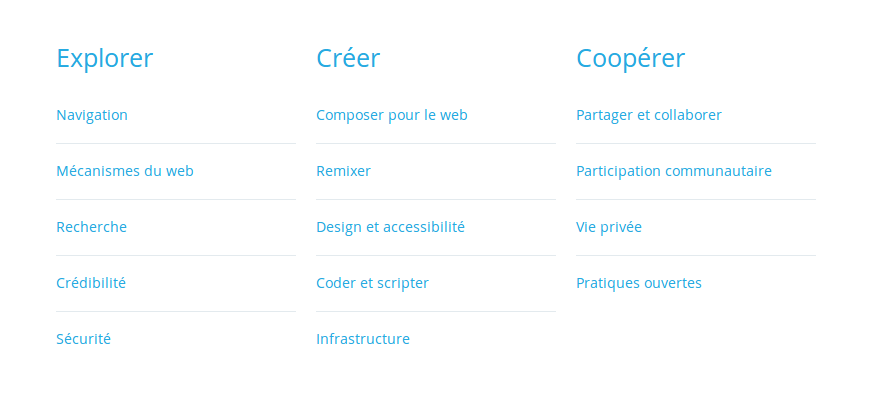 Explorer
Navigation
Mécanismes du web
Recherche
Crédibilité
Sécurité
Créer
Composer pour le web
Remixer
Design et accessibilité
Coder et scripter
Infrastructure
Coopérer
Partager et collaborer
Participation communautaire
Vie privée
Pratiques ouvertes